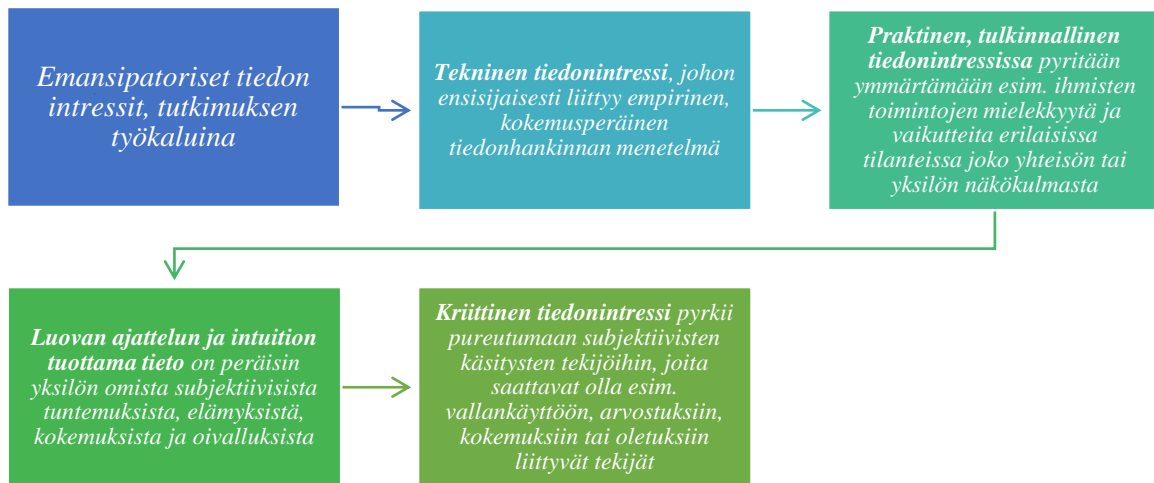 Emansipatoriset tiedon
intressit, tutkimuksen
työkaluina
Tekninen tiedonintressi, johon
ensisijaisesti liittyy empirinen,
kokemusperäinen
tiedonhankinnan menetelmä
Praktinen, tulkinnallinen
tiedonintressissa pyritään
ymmärtämään esim. ihmisten
toimintojen mielekkyytä ja
vaikutteita erilaisissa
tilanteissa joko yhteisön tai
yksilön näkökulmasta
Luovan ajattelun ja intuition
tuottama tieto on peräisin
yksilön omista subjektiivisista
tuntemuksista, elämyksistä,
kokemuksista ja oivalluksista
Kriittinen tiedonintressi pyrkii
pureutumaan subjektiivisten
käsitysten tekijöihin, joita
saattavat olla esim.
vallankäyttöön, arvostuksiin,
kokemuksiin tai oletuksiin
liittyvät tekijät